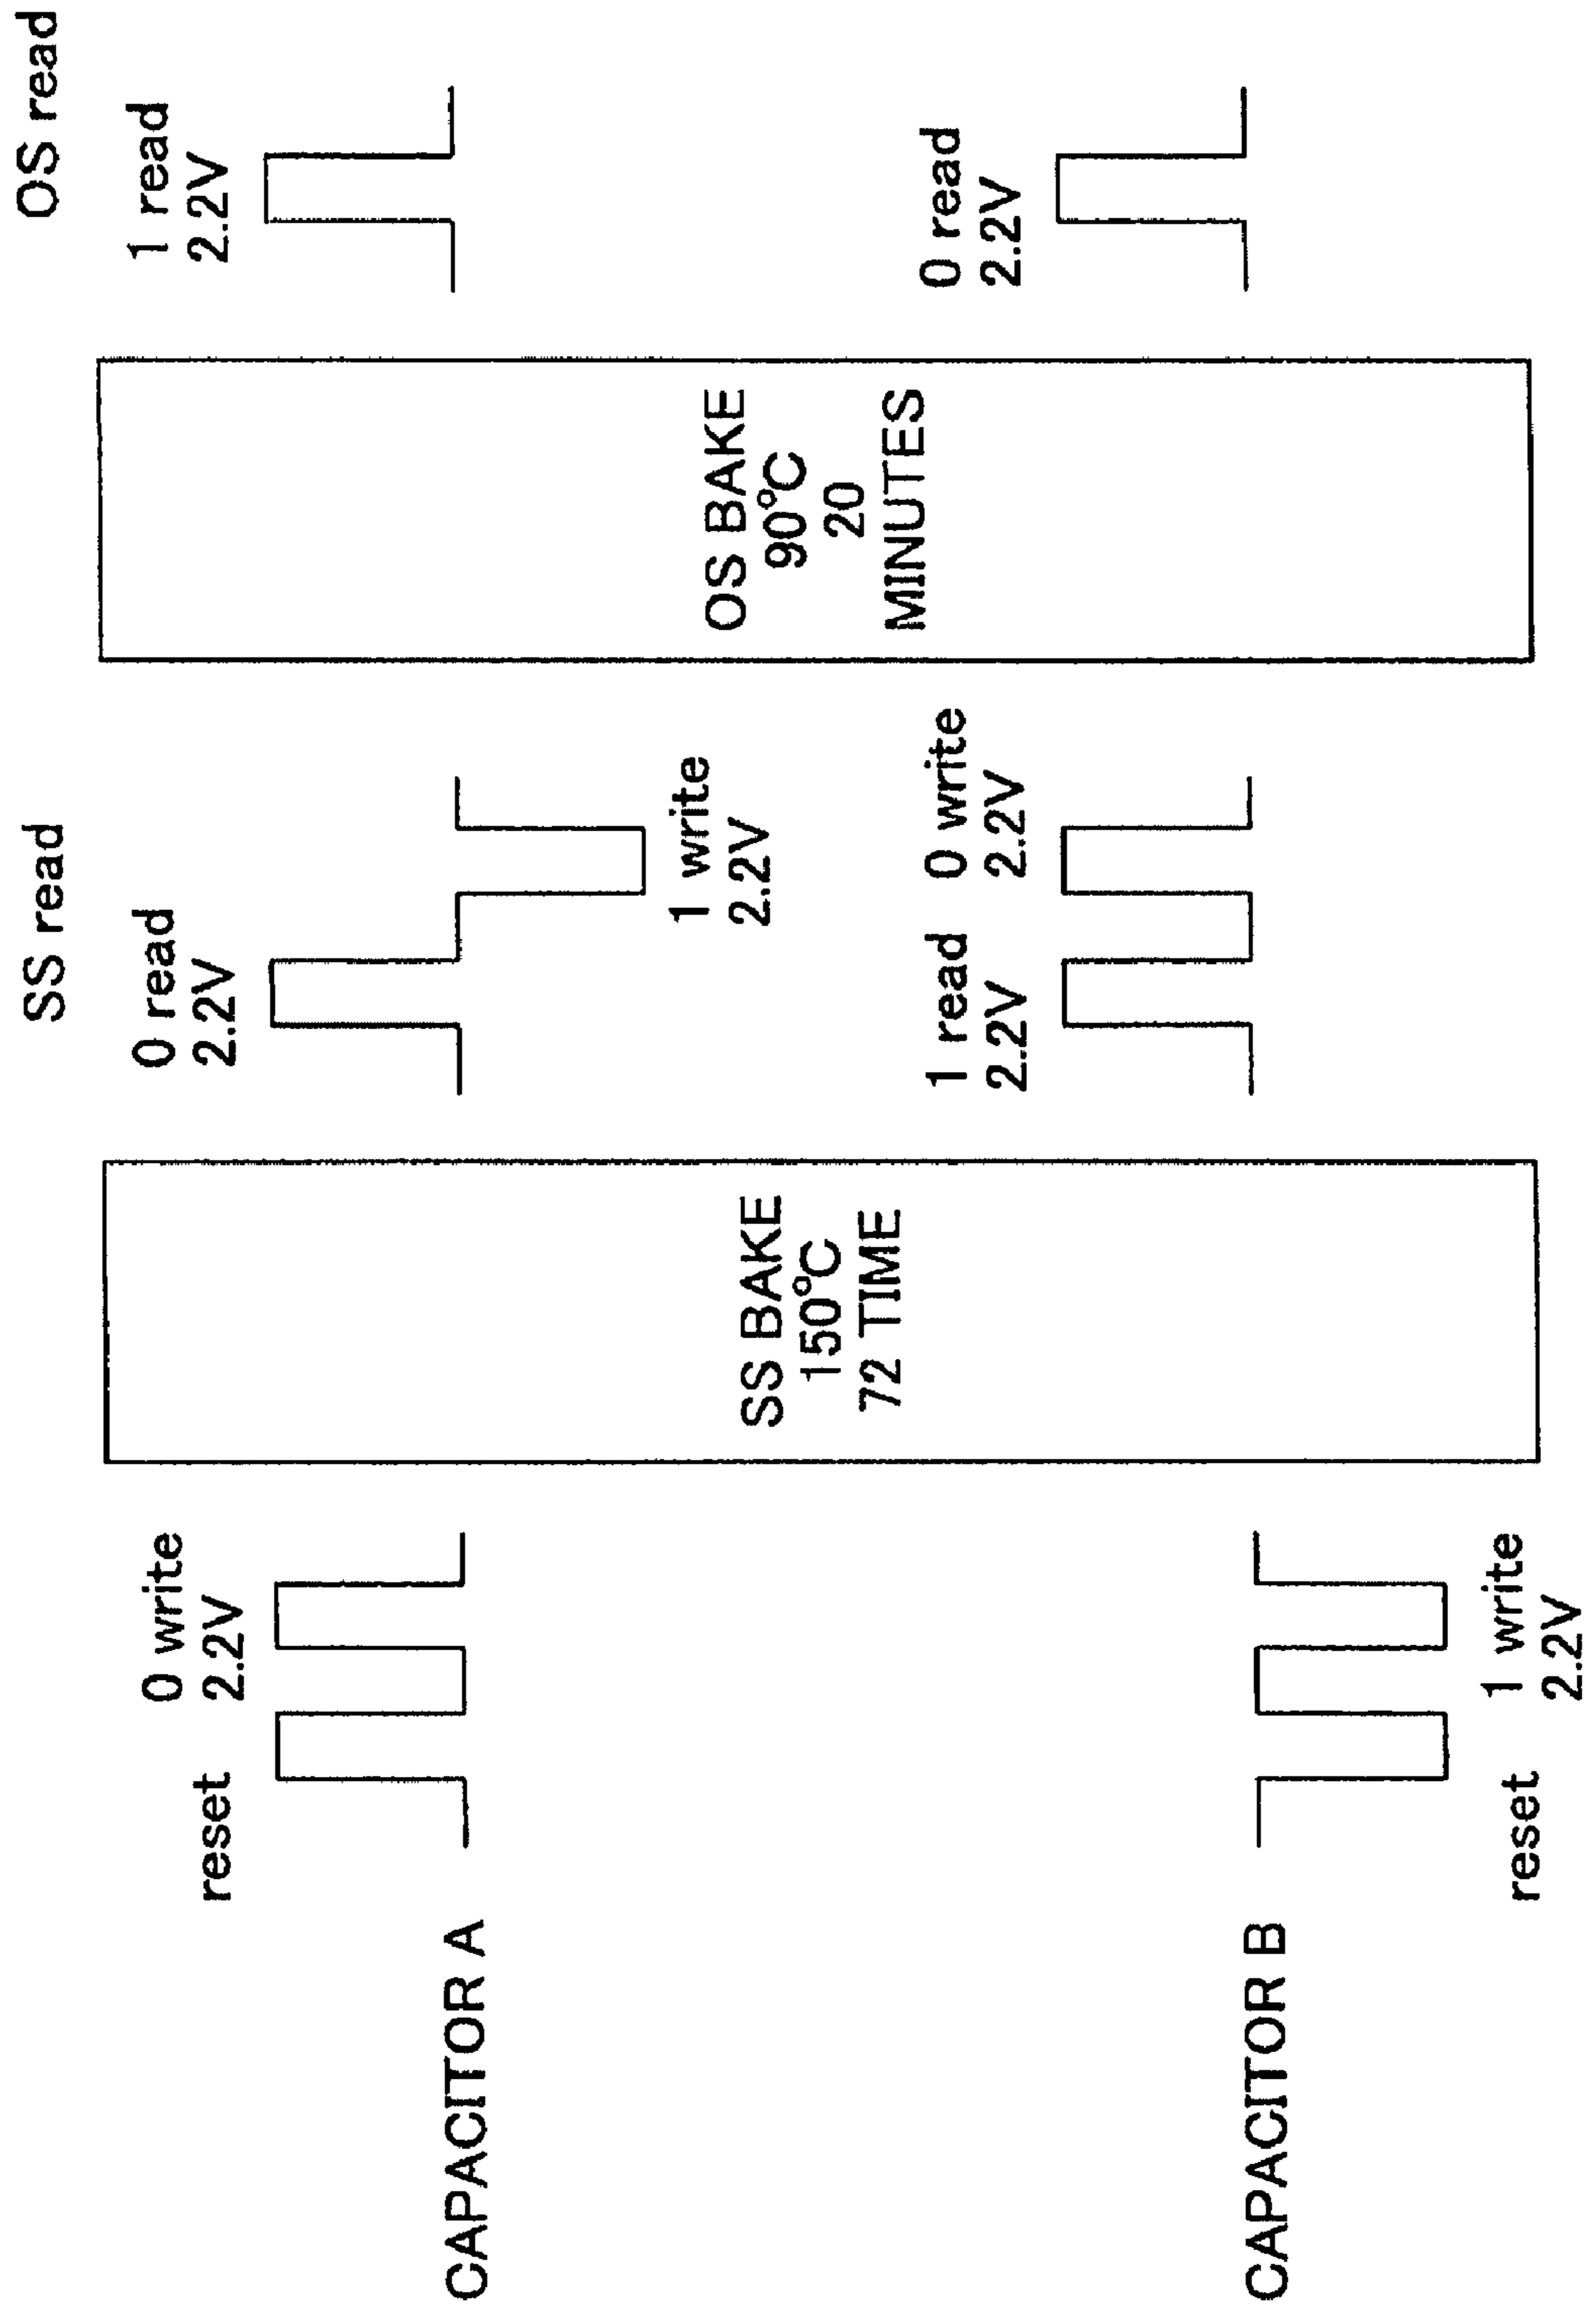 SS read
OS read
CAPACITOR A
reset
0 write
2.2V
0 read
2.2V
1 write
2.2V
1 read
2.2V
SS BAKE
150°C
72 TIME
OS BAKE
90°C
20
MINUTES
CAPACITOR B
reset
1 write
2.2V
1 read
2.2V
0 write
2.2V
0 read
2.2V